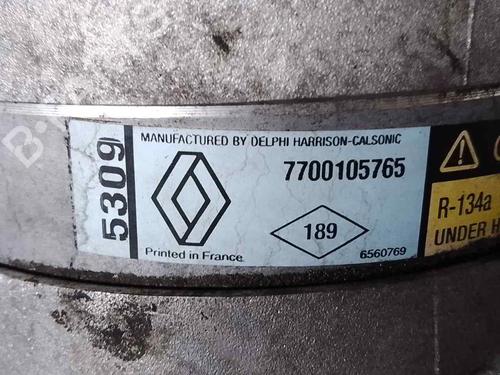 5309
MANUFACTURED BY DELPHI HARRISON-CALSONIC
7700105765
189
Printed in France
6560769
R-134a
UNDER H